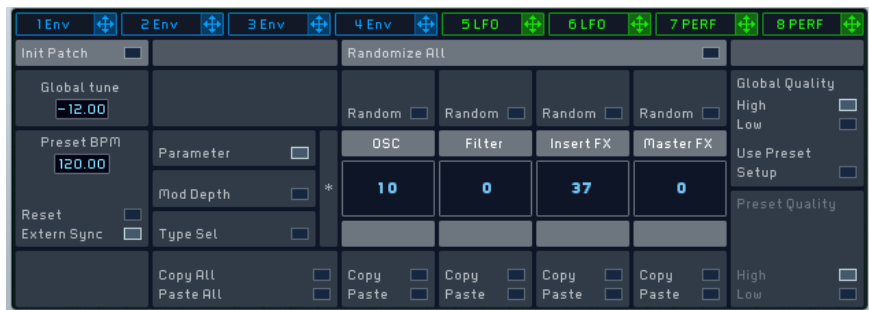 1 Env 2 Env 3 Env 4 Env 5 LFO 6 LFO 7 PERF 8 PERF
Init Patch Randomize All
Global tune
-12.00
Random Random Random Random
Global Quality
High
Low
Preset BPM
120.00
Parameter
OSC Filter Insert FX Master FX
Use Preset
Setup
Mod Depth *
10 0 37 0
Preset Quality
Reset
Extern Sync
Type Sel
Copy All
Paste All
Copy Copy Copy Copy
Paste Paste Paste Paste
High
Low